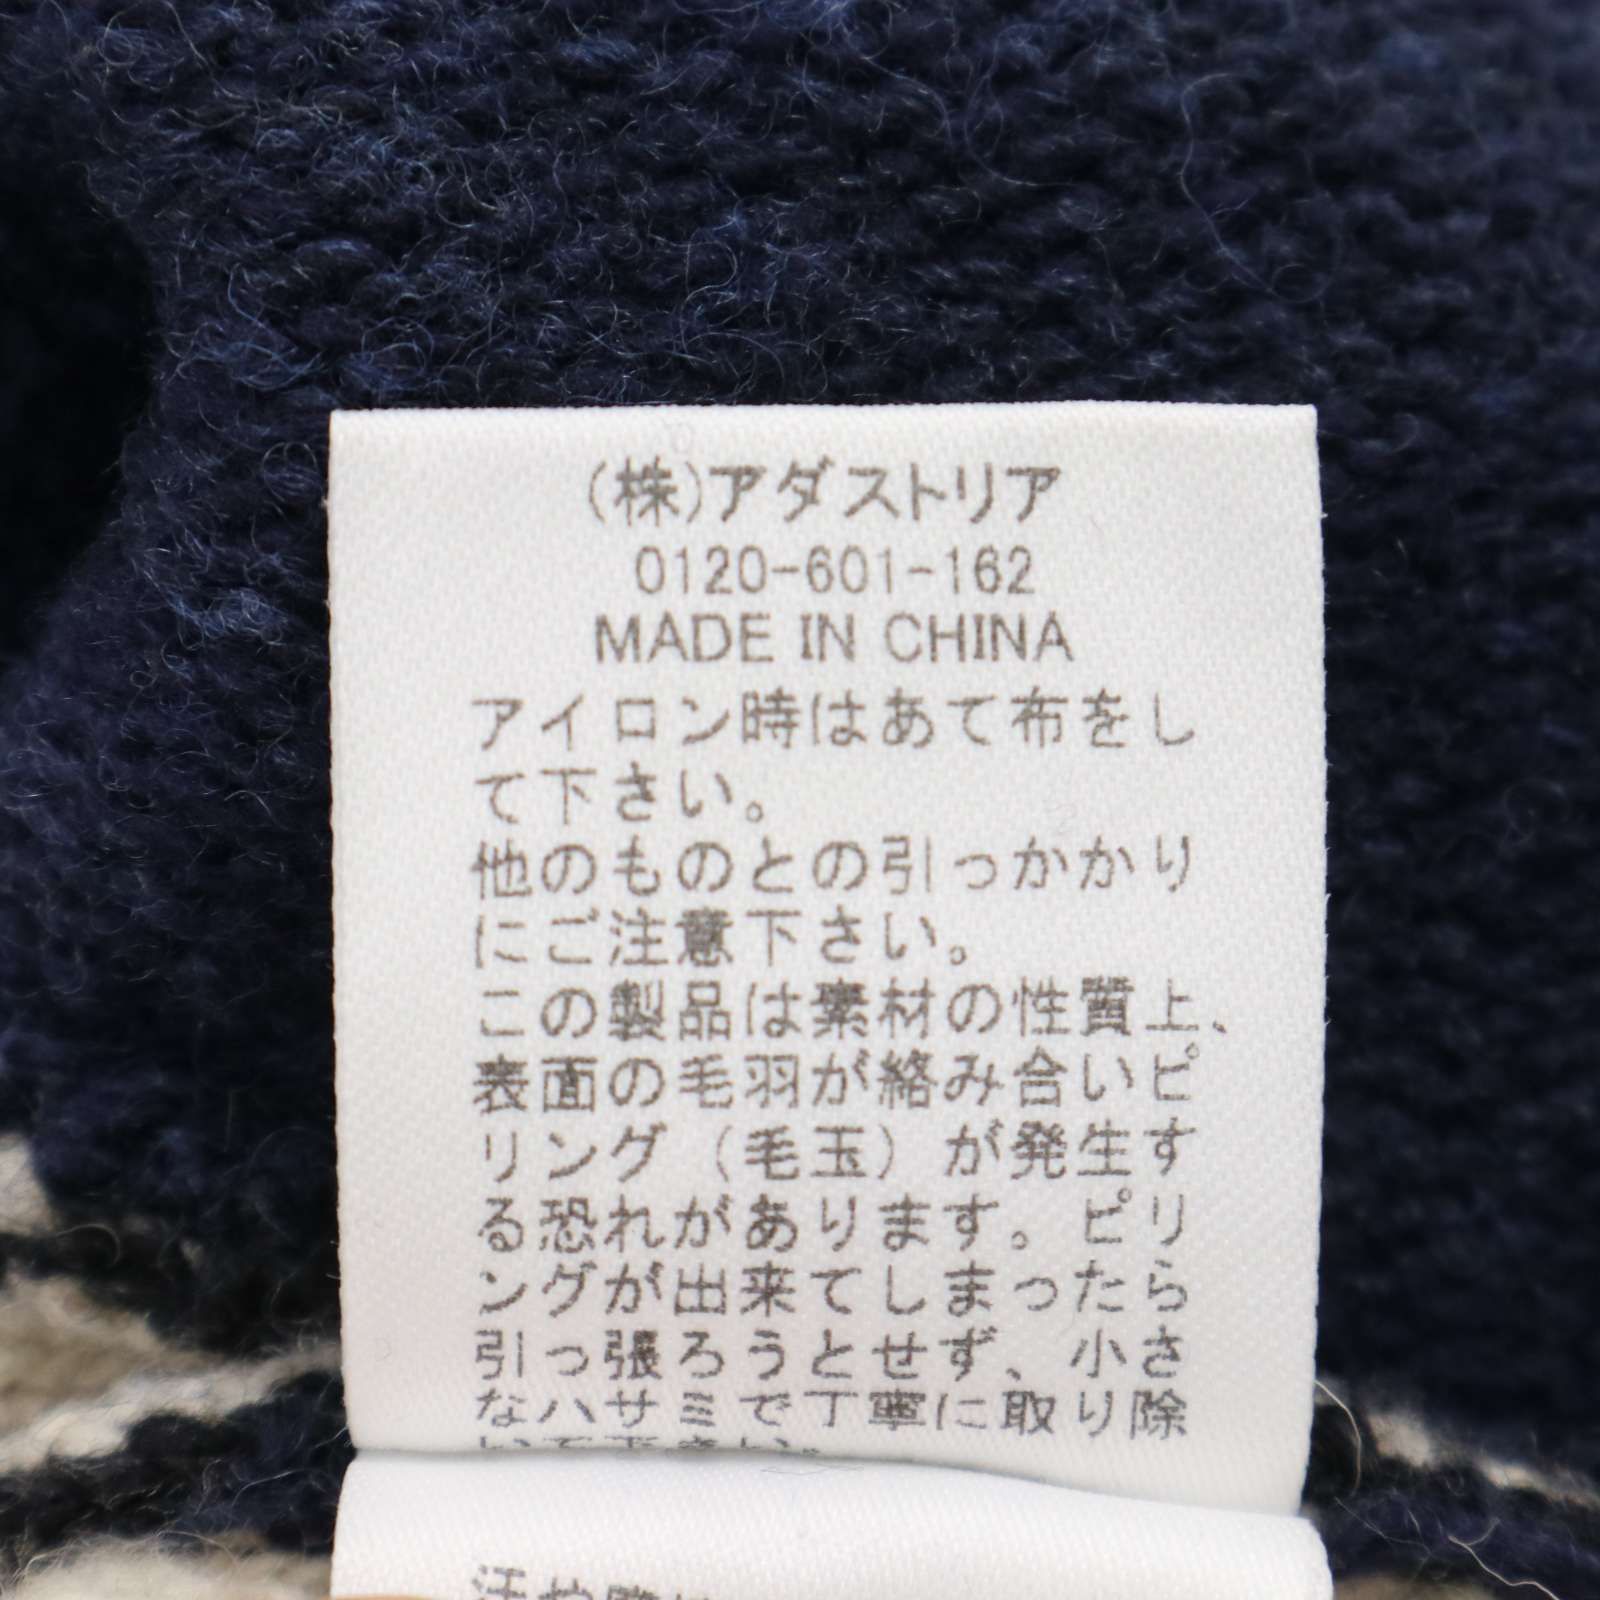 (株)アダストリア
0120-601-162
MADE IN CHINA
アイロン時はあて布をし
て下さい。
他のものとの引っかかり
にご注意下さい。
この製品は素材の性質上、
表面の毛羽が絡み合いピ
リング（毛玉）が発生す
る恐れがあります。ピリ
ングが出来てしまったら
引っ張ろうとせず、小さ
なハサミで丁寧に取り除
いて下さい。